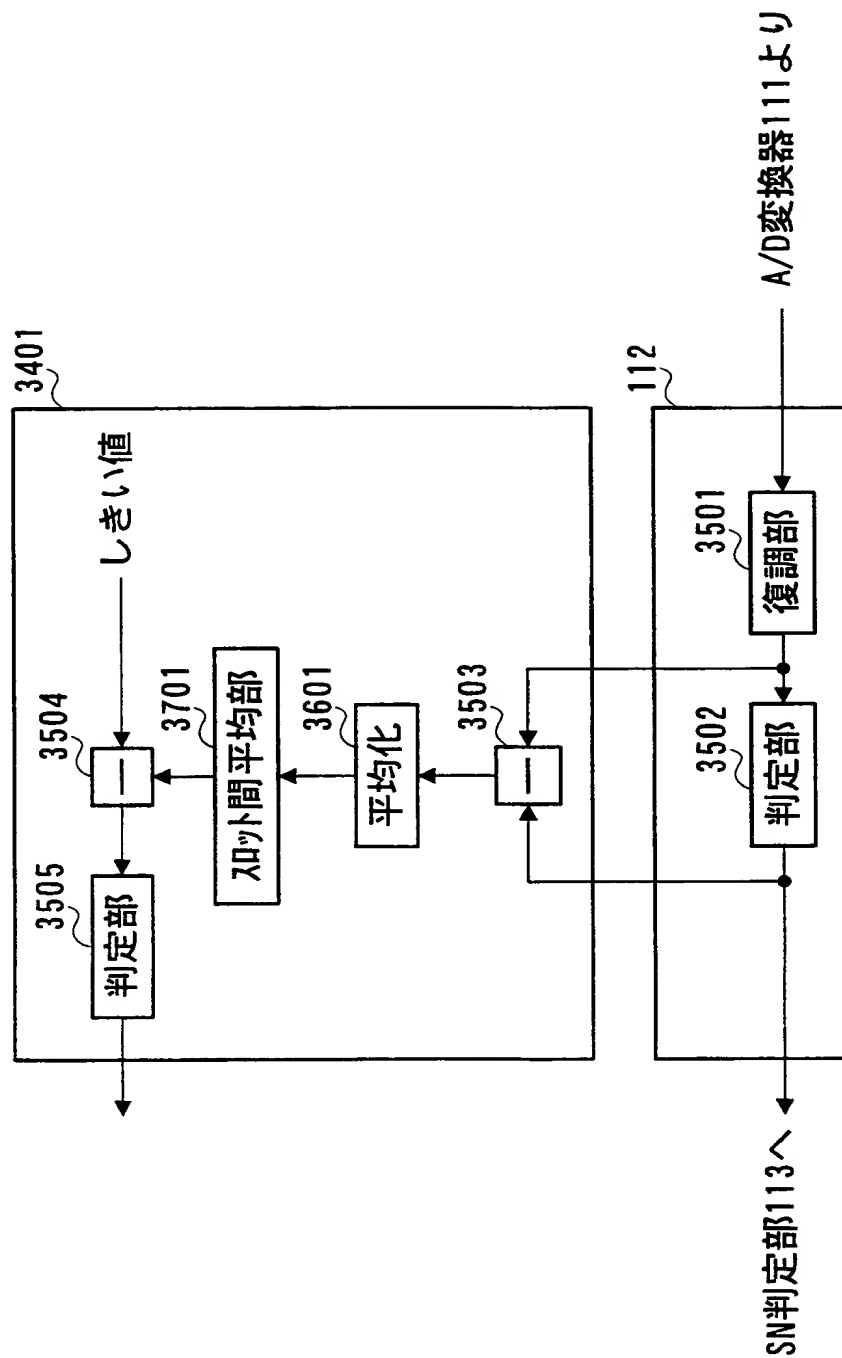 3401
しきい値
3504
ー
3505
判定部
3701
スロット間平均部
3601
平均化
3503
ー
112
A/D変換器111より
3501
復調部
3502
判定部
SN判定部113へ